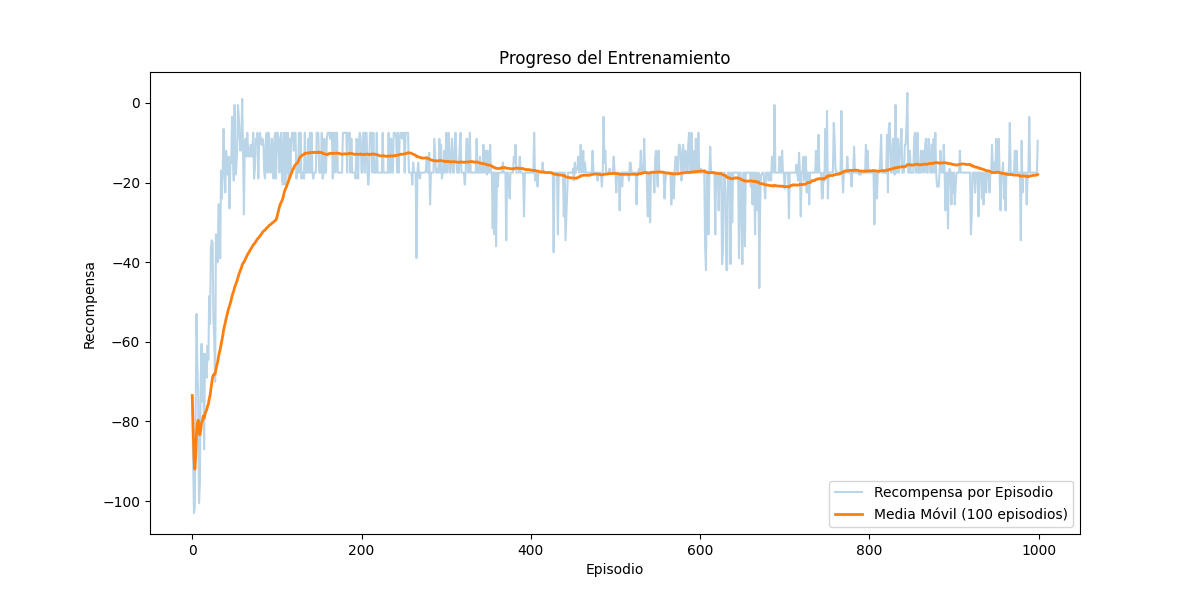 Progreso del Entrenamiento
Recompensa
0
−20
−40
−60
−80
−100
0
200
400
600
800
1000
Episodio
Recompensa por Episodio
Media Móvil (100 episodios)